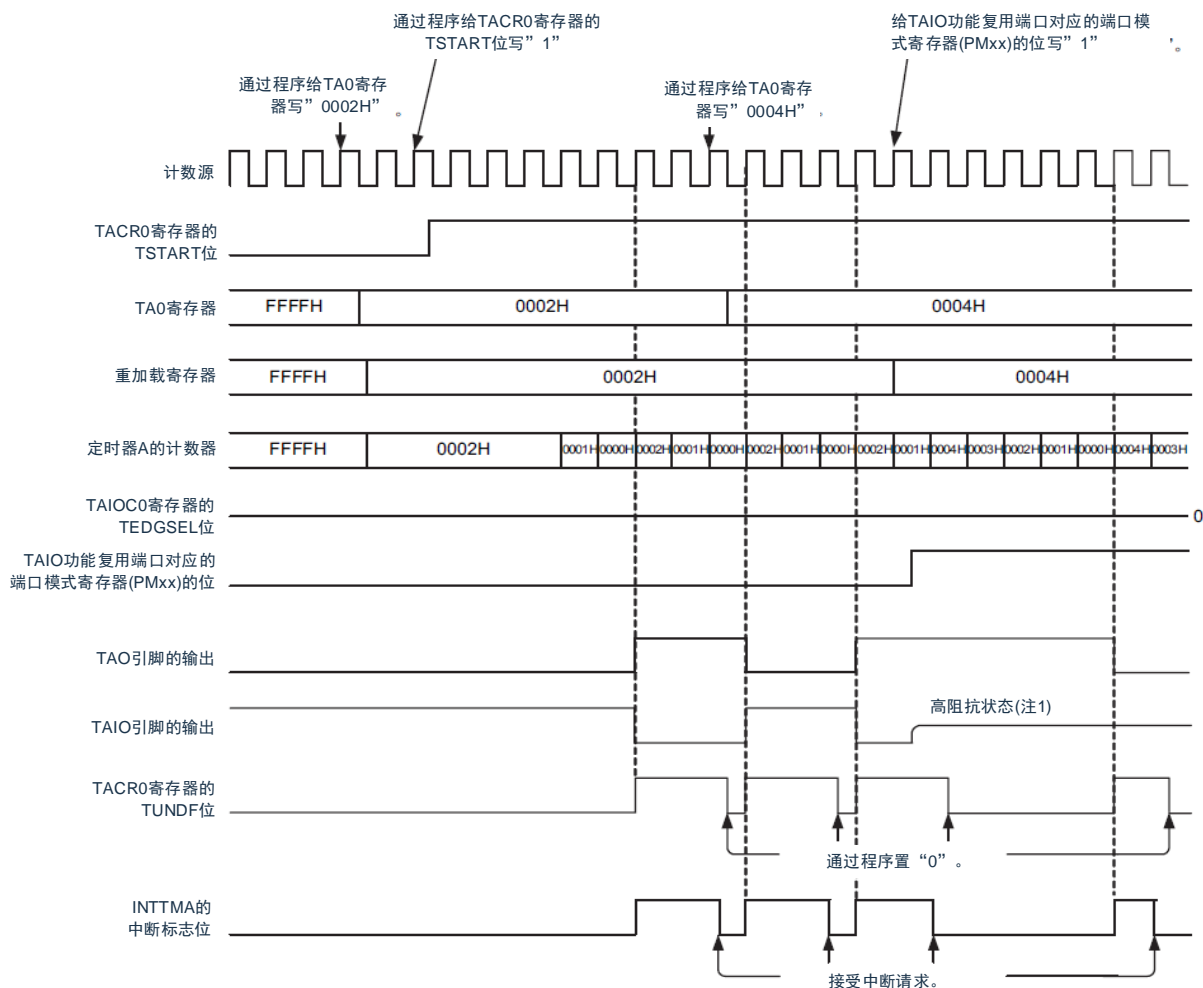 通过程序给TACR0寄存器的
TSTART位写”1”
给TAIO功能复用端口对应的端口模
式寄存器(PMxx)的位写”1” ’。
通过程序给TA0寄存
器写”0002H” 。
通过程序给TA0寄存
器写”0004H” 。
计数源
TACR0寄存器的
TSTART位
TA0寄存器
FFFFH
0002H
0004H
重加载寄存器
FFFFH
0002H
0004H
定时器A的计数器
FFFFH
0002H
0001H
0000H
0002H
0001H
0000H
0002H
0001H
0000H
0002H
0001H
0004H
0003H
0002H
0001H
0000H
0004H
0003H
TAIOC0寄存器的
TEDGSEL位
0
TAIO功能复用端口对应的
端口模式寄存器(PMxx)的位
TAO引脚的输出
TAIO引脚的输出
高阻抗状态(注1)
TACR0寄存器的
TUNDF位
通过程序置“0”。
INTTMA的
中断标志位
接受中断请求。